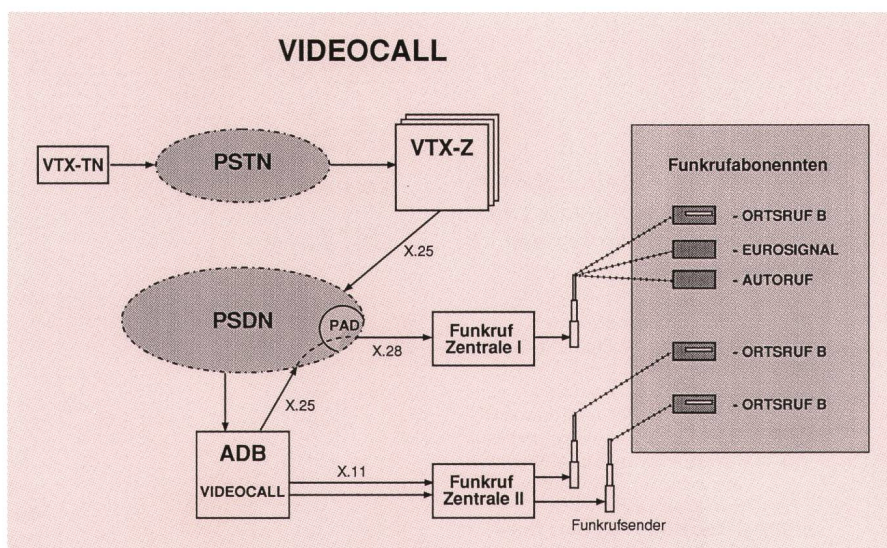 VIDEOCALL
VTX-TN
PSTN
VTX-Z
X.25
PSDN
PAD
X.28
X.25
ADB
VIDEOCALL
X.11
Funkruf
Zentrale I
Funkruf
Zentrale II
Funkrufsender
Funkrufabonennten
- ORTSRUF B
- EUROSIGNAL
- AUTORUF
- ORTSRUF B
- ORTSRUF B